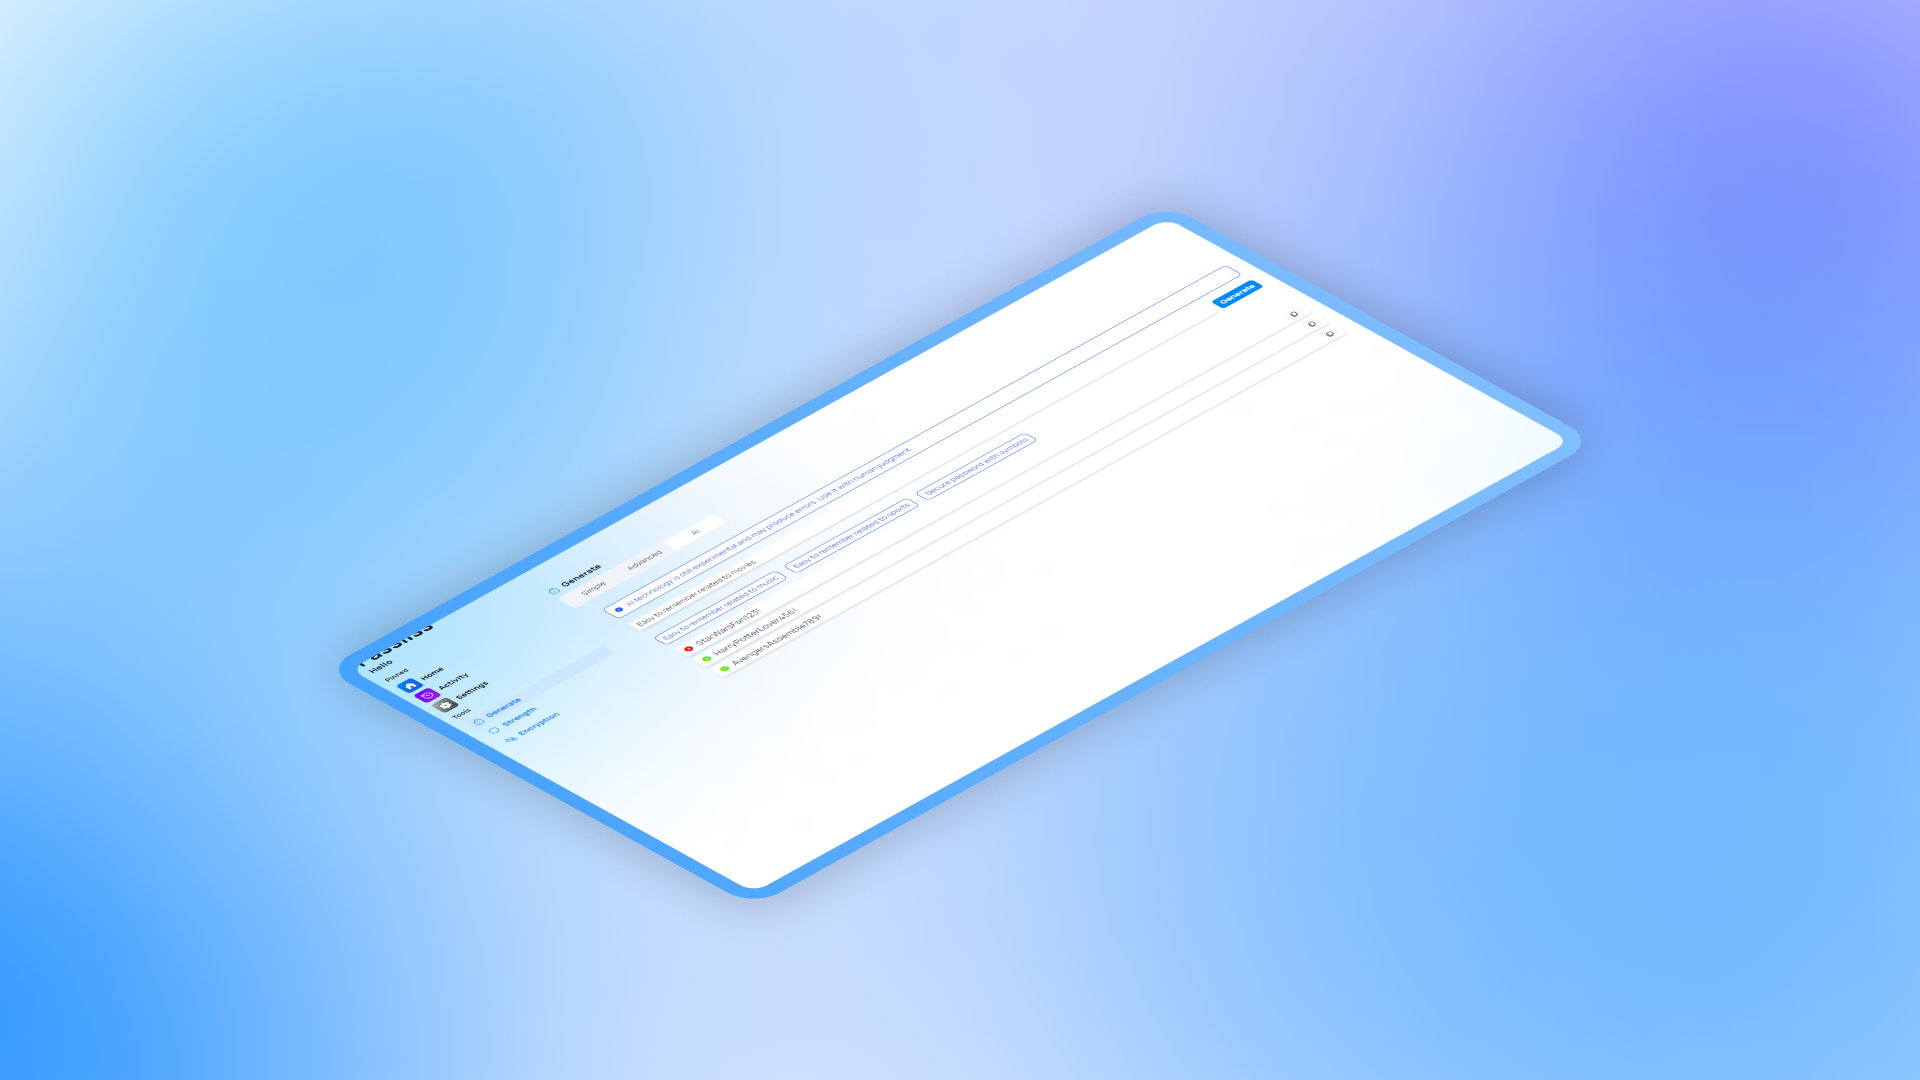 Hello
Pinned
Home
Activity
Settings
Tools
Generate
Strength
Encryption
Generate
Simple
Advanced
AI
AI technology is still experimental and may produce errors. Use it with human judgment.
Easy to remember related to movies
Generate
Easy to remember related to music
Easy to remember related to sports
Secure password with symbols
StarWarsFan123!
HarryPotterLover456!
AvengersAssemble789!